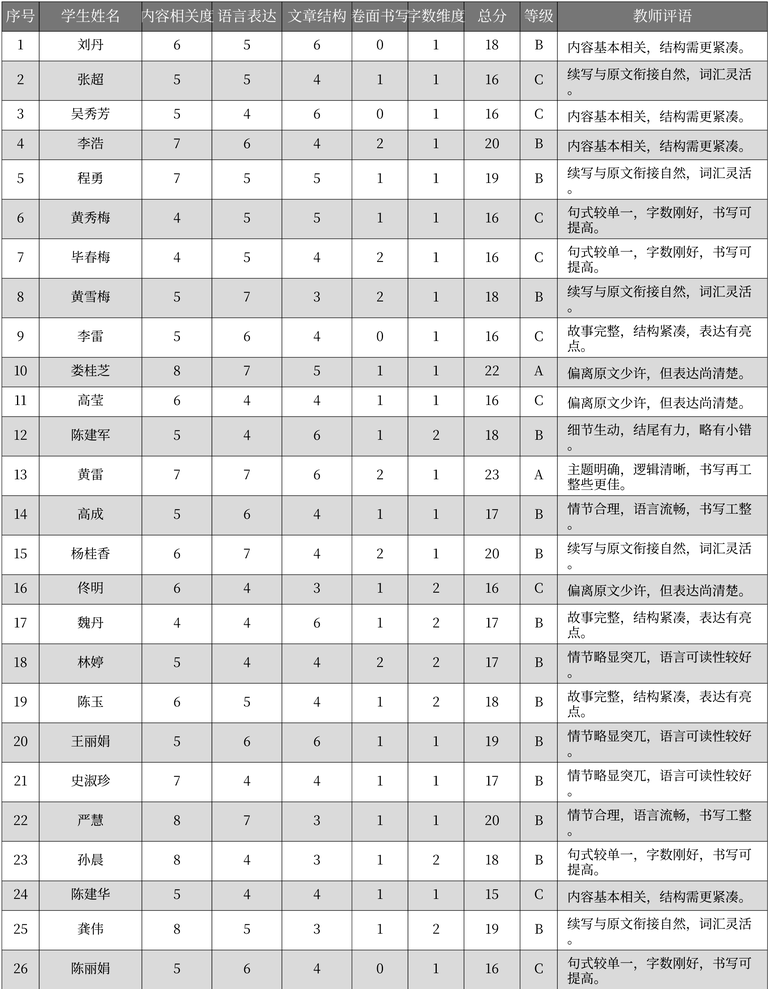 序号 学生姓名 内容相关度 语言表达 文章结构 卷面书写 字数维度 总分 等级 教师评语
1 刘丹 6 5 6 0 1 18 B 内容基本相关，结构需更紧凑。
2 张超 5 5 4 1 1 16 C 续写与原文衔接自然，词汇灵活
。
3 吴秀芳 5 4 6 0 1 16 C 内容基本相关，结构需更紧凑。
4 李浩 7 6 4 2 1 20 B 内容基本相关，结构需更紧凑。
5 程勇 7 5 5 1 1 19 B 续写与原文衔接自然，词汇灵活
。
6 黄秀梅 4 5 5 1 1 16 C 句式较单一，字数刚好，书写可
提高。
7 毕春梅 4 5 4 2 1 16 C 句式较单一，字数刚好，书写可
提高。
8 黄雪梅 5 7 3 2 1 18 B 续写与原文衔接自然，词汇灵活
。
9 李雷 5 6 4 0 1 16 C 故事完整，结构紧凑，表达有亮
点。
10 娄桂芝 8 7 5 1 1 22 A 偏离原文少许，但表达尚清楚。
11 高莹 6 4 4 1 1 16 C 偏离原文少许，但表达尚清楚。
12 陈建军 5 4 6 1 2 18 B 细节生动，结尾有力，略有小错
。
13 黄雷 7 7 6 2 1 23 A 主题明确，逻辑清晰，书写再工
整些更佳。
14 高成 5 6 4 1 1 17 B 情节合理，语言流畅，书写工整
。
15 杨桂香 6 7 4 2 1 20 B 续写与原文衔接自然，词汇灵活
。
16 佟明 6 4 3 1 2 16 C 偏离原文少许，但表达尚清楚。
17 魏丹 4 4 6 1 2 17 B 故事完整，结构紧凑，表达有亮
点。
18 林婷 5 4 4 2 2 17 B 情节略显突兀，语言可读性较好
。
19 陈玉 6 5 4 1 2 18 B 故事完整，结构紧凑，表达有亮
点。
20 王丽娟 5 6 6 1 1 19 B 情节略显突兀，语言可读性较好
。
21 史淑珍 7 4 4 1 1 17 B 情节略显突兀，语言可读性较好
。
22 严慧 8 7 3 1 1 20 B 情节合理，语言流畅，书写工整
。
23 孙晨 8 4 3 1 2 18 B 句式较单一，字数刚好，书写可
提高。
24 陈建华 5 4 4 1 1 15 C 内容基本相关，结构需更紧凑。
25 龚伟 8 5 3 1 2 19 B 续写与原文衔接自然，词汇灵活
。
26 陈丽娟 5 6 4 0 1 16 C 句式较单一，字数刚好，书写可
提高。